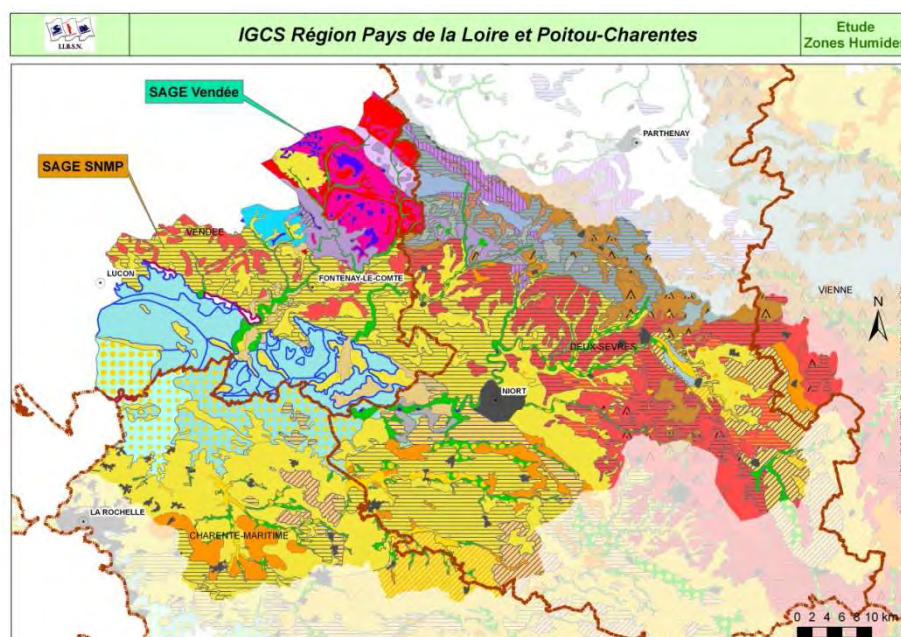 I.I.B.S.N.
IGCS Région Pays de la Loire et Poitou-Charentes
Etude
Zones Humides
SAGE Vendée
PARTHENAY
SAGE SNMP
VENDEE
LUCON
FONTENAY-LE-COMTE
VIENNE
N
DEUX-SEVRES
NIORT
LA ROCHELLE
CHARENTE-MARITIME
0 2 4 6 8 10 km